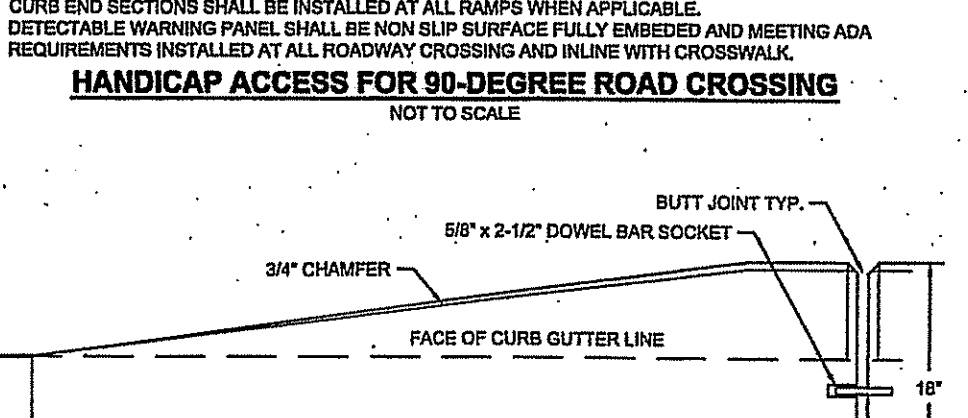 CURB END SECTIONS SHALL BE INSTALLED AT ALL RAMPS WHEN APPLICABLE.
DETECTABLE WARNING PANEL SHALL BE NON SLIP SURFACE FULLY EMBEDED AND MEETING ADA
REQUIREMENTS INSTALLED AT ALL ROADWAY CROSSING AND INLINE WITH CROSSWALK.
HANDICAP ACCESS FOR 90-DEGREE ROAD CROSSING
NOT TO SCALE
BUTT JOINT TYP.
5/8" x 2-1/2" DOWEL BAR SOCKET
3/4" CHAMFER
FACE OF CURB GUTTER LINE
18"